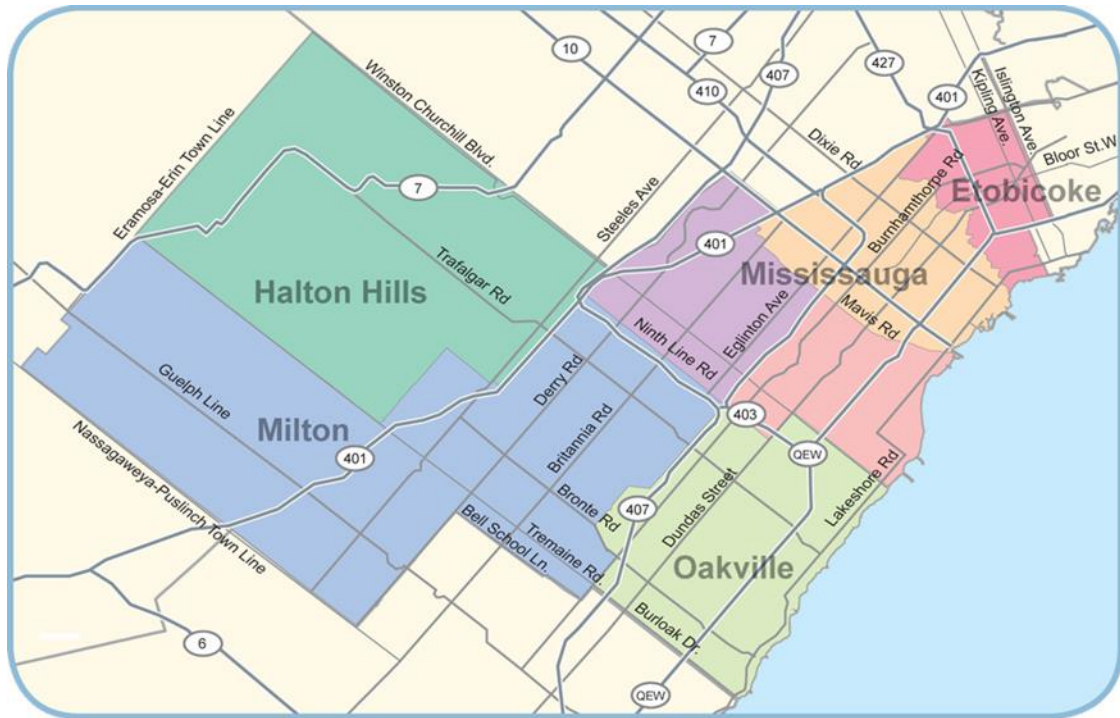 10
7
407
427
410
401
Kipling Ave.
Islington Ave.
Winston Churchill Blvd.
Dixie Rd
Bloor St.W
Eramosa-Erin Town Line
Burnhamthorpe Rd
Etobicoke
7
Steeles Ave
401
Trafalgar Rd
Mississauga
Halton Hills
Mavis Rd
Eglinton Ave
Ninth Line Rd
Guelph Line
Derry Rd
403
Milton
Britannia Rd
QEW
401
Lakeshore Rd
Nassagaweya-Puslinch Town Line
Bronte Rd
407
Dundas Street
Bell School Ln.
Tremaine Rd.
Oakville
Burloak Dr.
6
QEW